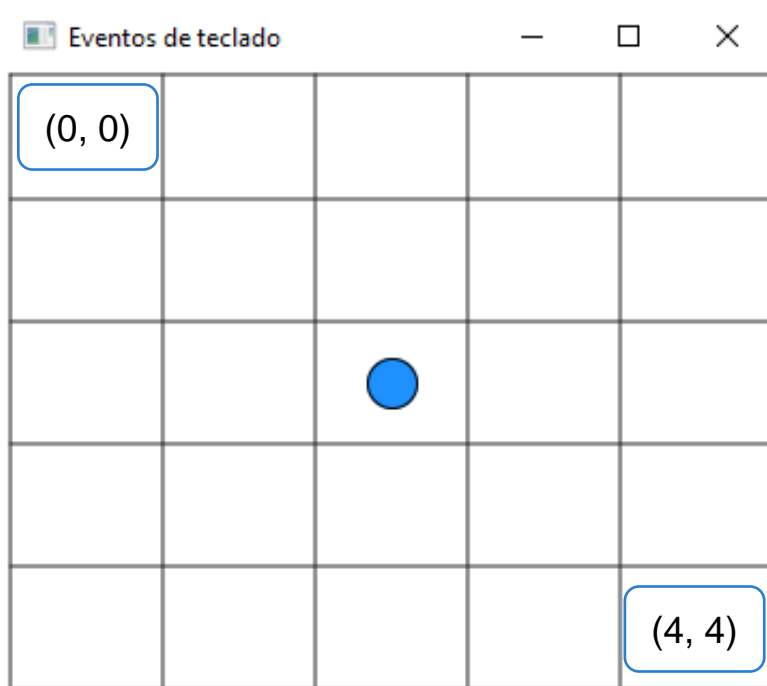 Eventos de teclado
(0, 0)
(4, 4)